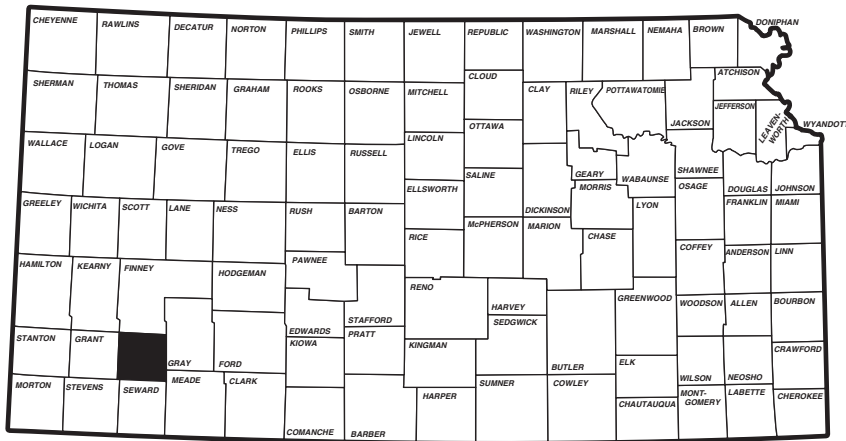 CHEYENNE
RAWLINS
DECATUR
NORTON
PHILLIPS
SMITH
JEWELL
REPUBLIC
WASHINGTON
MARSHALL
NEMAHA
BROWN
DONIPHAN
SHERMAN
THOMAS
SHERIDAN
GRAHAM
ROOKS
OSBORNE
MITCHELL
CLOUD
CLAY
RILEY
POTTAWATOMIE
ATCHISON
JACKSON
JEFFERSON
LEAVEN-
WORTH
WYANDOTT
WALLACE
LOGAN
GOVE
TREGO
ELLIS
RUSSELL
LINCOLN
OTTAWA
SALINE
ELLSWORTH
DICKINSON
GEARY
MORRIS
WABAUNSE
SHAWNEE
OSAGE
DOUGLAS
JOHNSON
GREELEY
WICHITA
SCOTT
LANE
NESS
RUSH
BARTON
RICE
McPHERSON
MARION
CHASE
LYON
COFFEY
FRANKLIN
MIAMI
ANDERSON
LINN
HAMILTON
KEARNY
FINNEY
HODGEMAN
PAWNEE
STAFFORD
RENO
HARVEY
SEDGWICK
BUTLER
GREENWOOD
WOODSON
ALLEN
BOURBON
STANTON
GRANT
GRAY
FORD
EDWARDS
KIOWA
PRATT
KINGMAN
ELK
WILSON
NEOSHO
CRAWFORD
MORTON
STEVENS
SEWARD
MEADE
CLARK
COMANCHE
BARBER
HARPER
SUMNER
COWLEY
CHAUTAUQUA
MONT-
GOMERY
LABETTE
CHEROKEE